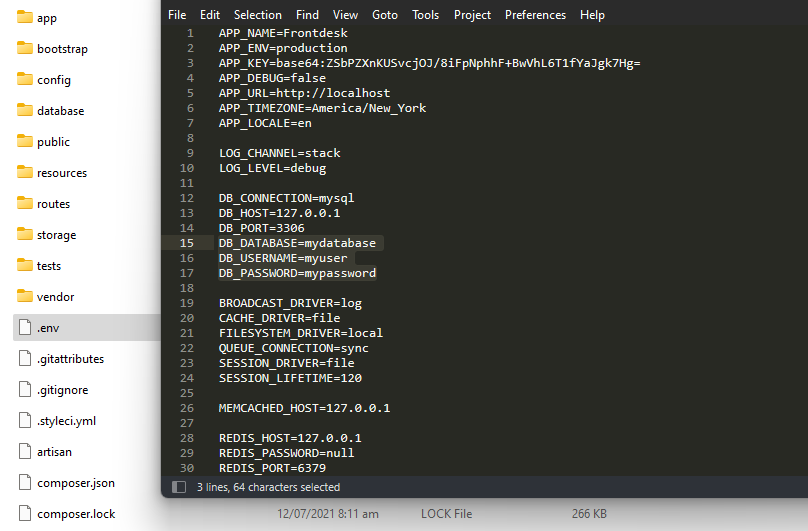 app
bootstrap
config
database
public
resources
routes
storage
tests
vendor
.env
.gitattributes
.gitignore
.styleci.yml
artisan
composer.json
composer.lock
File Edit Selection Find View Goto Tools Project Preferences Help
1 APP_NAME=Frontdesk
2 APP_ENV=production
3 APP_KEY=base64:ZSbPZXnKUSvcjOJ/8iFpNphhF+BwVhL6T1fYaJgk7Hg=
4 APP_DEBUG=false
5 APP_URL=http://localhost
6 APP_TIMEZONE=America/New_York
7 APP_LOCALE=en
8
9 LOG_CHANNEL=stack
10 LOG_LEVEL=debug
11
12 DB_CONNECTION=mysql
13 DB_HOST=127.0.0.1
14 DB_PORT=3306
15 DB_DATABASE=mydatabase
16 DB_USERNAME=myuser
17 DB_PASSWORD=mypassword
18
19 BROADCAST_DRIVER=log
20 CACHE_DRIVER=file
21 FILESYSTEM_DRIVER=local
22 QUEUE_CONNECTION=sync
23 SESSION_DRIVER=file
24 SESSION_LIFETIME=120
25
26 MEMCACHED_HOST=127.0.0.1
27
28 REDIS_HOST=127.0.0.1
29 REDIS_PASSWORD=null
30 REDIS_PORT=6379
3 lines, 64 characters selected
12/07/2021 8:11 am LOCK File 266 KB